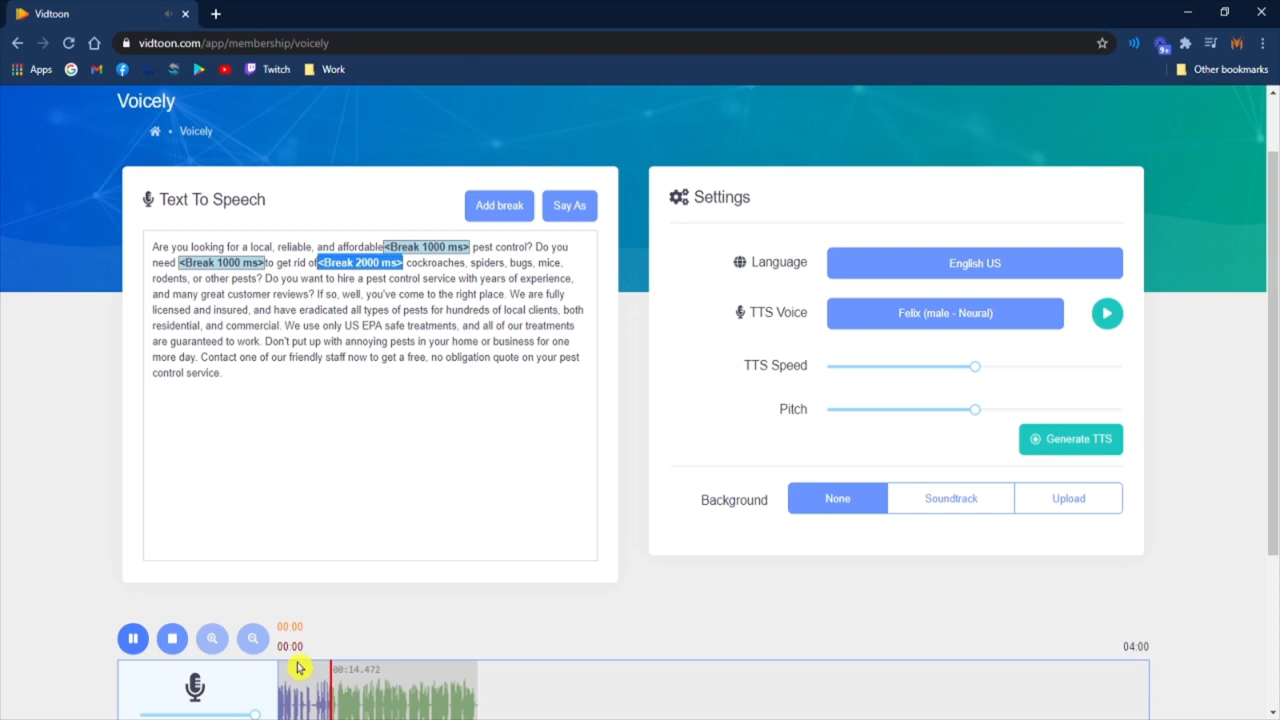 Vidtoon
vidtoon.com/app/membership/voicely
9+
Apps
Twitch
Work
Other bookmarks
Voicely
Voicely
Text To Speech
Add break
Say As
Are you looking for a local, reliable, and affordable<Break 1000 ms> pest control? Do you
need <Break 1000 ms>to get rid of<Break 2000 ms> cockroaches, spiders, bugs, mice,
rodents, or other pests? Do you want to hire a pest control service with years of experience,
and many great customer reviews? If so, well, you've come to the right place. We are fully
licensed and insured, and have eradicated all types of pests for hundreds of local clients, both
residential, and commercial. We use only US EPA safe treatments, and all of our treatments
are guaranteed to work. Don't put up with annoying pests in your home or business for one
more day. Contact one of our friendly staff now to get a free, no obligation quote on your pest
control service.
Settings
Language
English US
TTS Voice
Felix (male - Neural)
TTS Speed
Pitch
Generate TTS
Background
None
Soundtrack
Upload
00:00
00:00
04:00
00:14.472